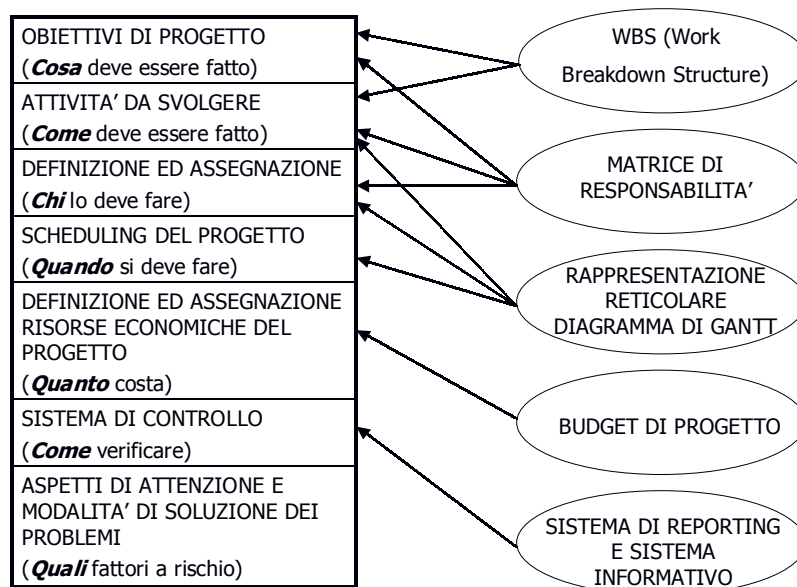 OBIETTIVI DI PROGETTO
(Cosa deve essere fatto)
ATTIVITA’ DA SVOLGERE
(Come deve essere fatto)
DEFINIZIONE ED ASSEGNAZIONE
(Chi lo deve fare)
SCHEDULING DEL PROGETTO
(Quando si deve fare)
DEFINIZIONE ED ASSEGNAZIONE
RISORSE ECONOMICHE DEL
PROGETTO
(Quanto costa)
SISTEMA DI CONTROLLO
(Come verificare)
ASPETTI DI ATTENZIONE E
MODALITA’ DI SOLUZIONE DEI
PROBLEMI
(Quali fattori a rischio)
WBS (Work
Breakdown Structure)
MATRICE DI
RESPONSABILITA’
RAPPRESENTAZIONE
RETICOLARE
DIAGRAMMA DI GANTT
BUDGET DI PROGETTO
SISTEMA DI REPORTING
E SISTEMA
INFORMATIVO